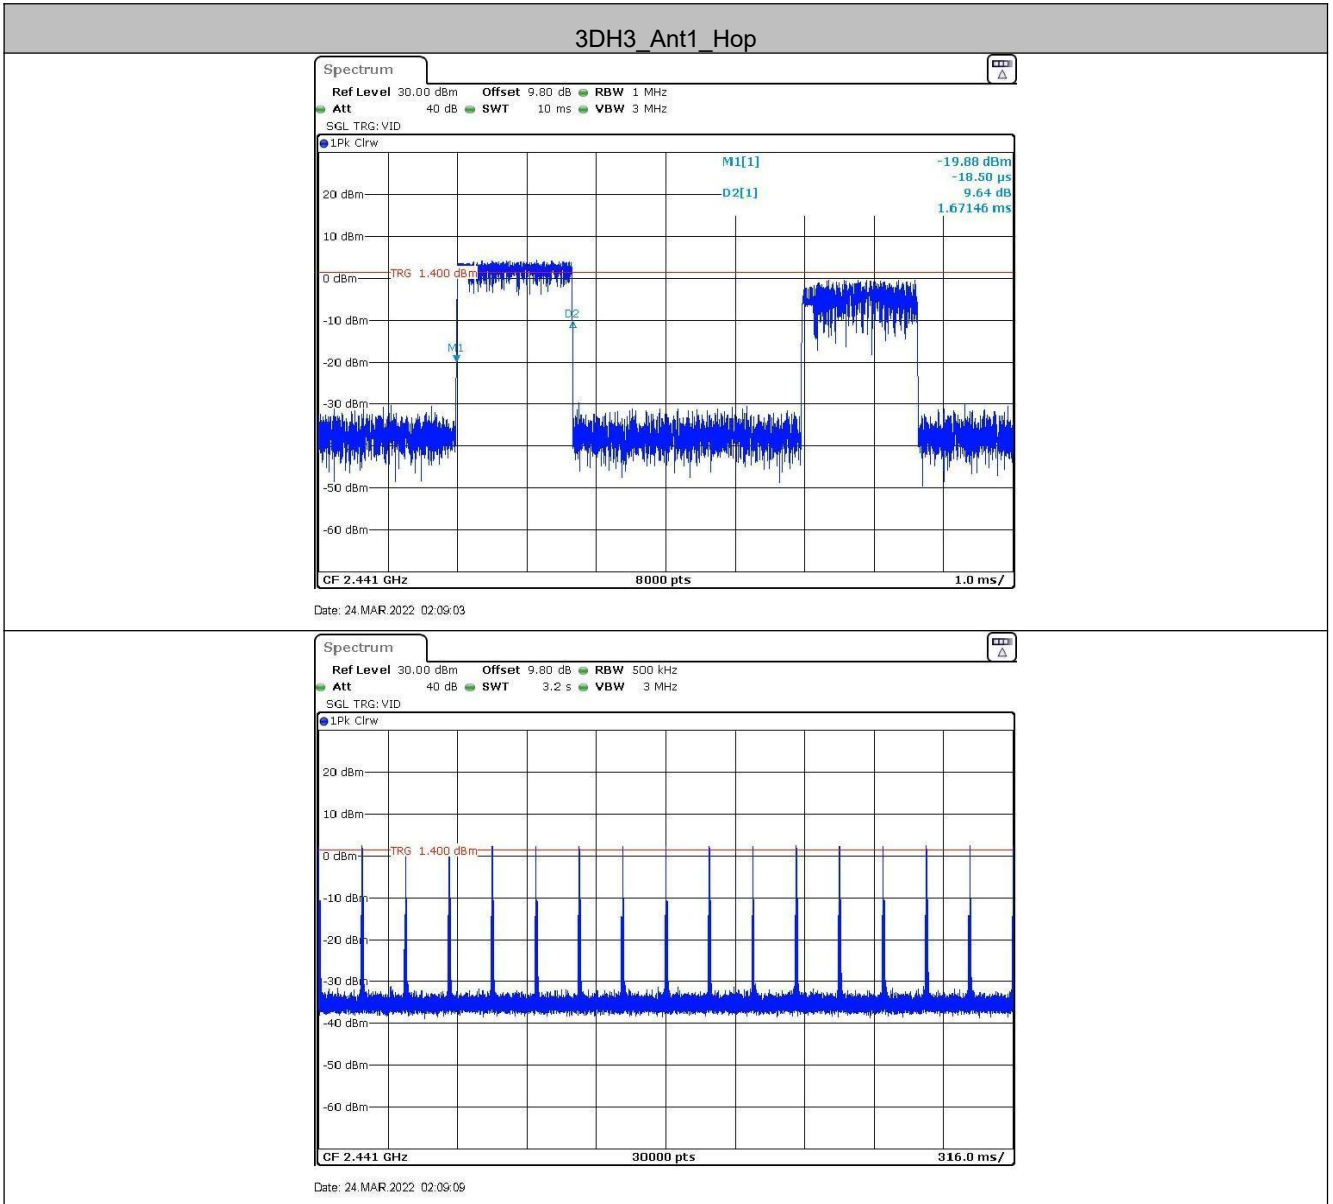 3DH3_Ant1_Hop
Spectrum
Ref Level 30.00 dBm Offset 9.80 dB RBW 1 MHz
Att 40 dB SWT 10 ms VBW 3 MHz
SGL TRG: VID
1Pk Clrw
M1[1] -19.88 dBm
-18.50 µs
20 dBm D2[1] 9.64 dB
1.67146 ms
10 dBm
TRG 1.400 dBm
0 dBm
D2
-10 dBm
M1
-20 dBm
-30 dBm
-50 dBm
-60 dBm
CF 2.441 GHz 8000 pts 1.0 ms/
Date: 24.MAR.2022 02:09:03
Spectrum
Ref Level 30.00 dBm Offset 9.80 dB RBW 500 kHz
Att 40 dB SWT 3.2 s VBW 3 MHz
SGL TRG: VID
1Pk Clrw
20 dBm
10 dBm
TRG 1.400 dBm
0 dBm
-10 dBm
-20 dBm
-30 dBm
-40 dBm
-50 dBm
-60 dBm
CF 2.441 GHz 30000 pts 316.0 ms/
Date: 24.MAR.2022 02:09:09